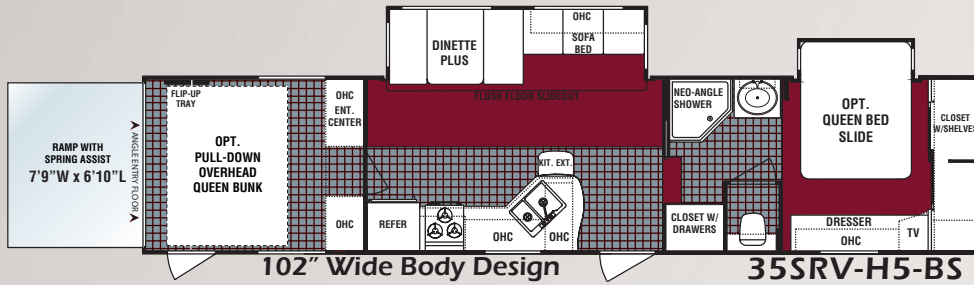 RAMP WITH
SPRING ASSIST
7'9"W x 6'10"L
ANGLE ENTRY FLOOR
FLIP-UP
TRAY
OPT.
PULL-DOWN
OVERHEAD
QUEEN BUNK
OHC
ENT.
CENTER
OHC
DINETTE
PLUS
OHC
SOFA
BED
FLUSH FLOOR SLIDEOUT
KIT. EXT.
REFER
OHC
OHC
NEO-ANGLE
SHOWER
CLOSET W/
DRAWERS
OPT.
QUEEN BED
SLIDE
CLOSET
W/SHELVES
DRESSER
OHC
TV
102" Wide Body Design
35SRV-H5-BS